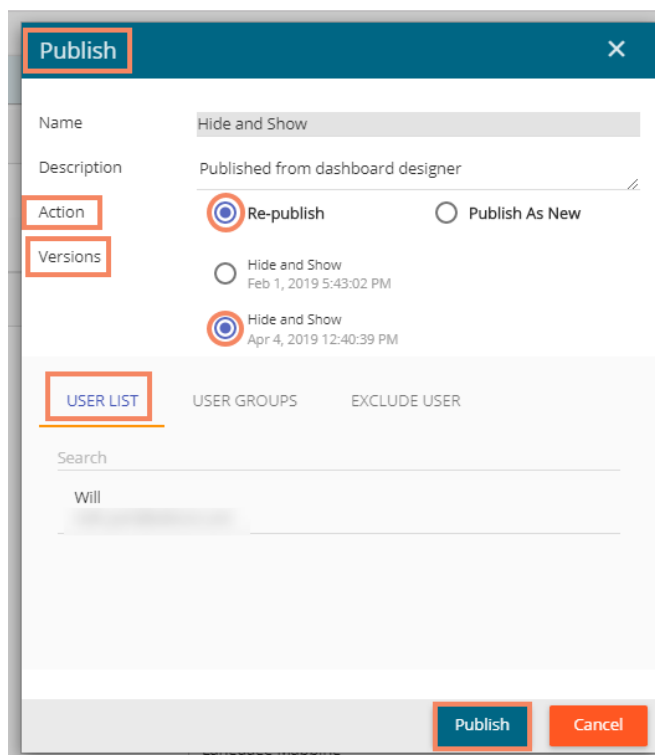 Publish ✕
Name Hide and Show
Description Published from dashboard designer
Action Re-publish Publish As New
Versions
Hide and Show
Feb 1, 2019 5:43:02 PM
Hide and Show
Apr 4, 2019 12:40:39 PM
USER LIST USER GROUPS EXCLUDE USER
Search
Will
Publish Cancel